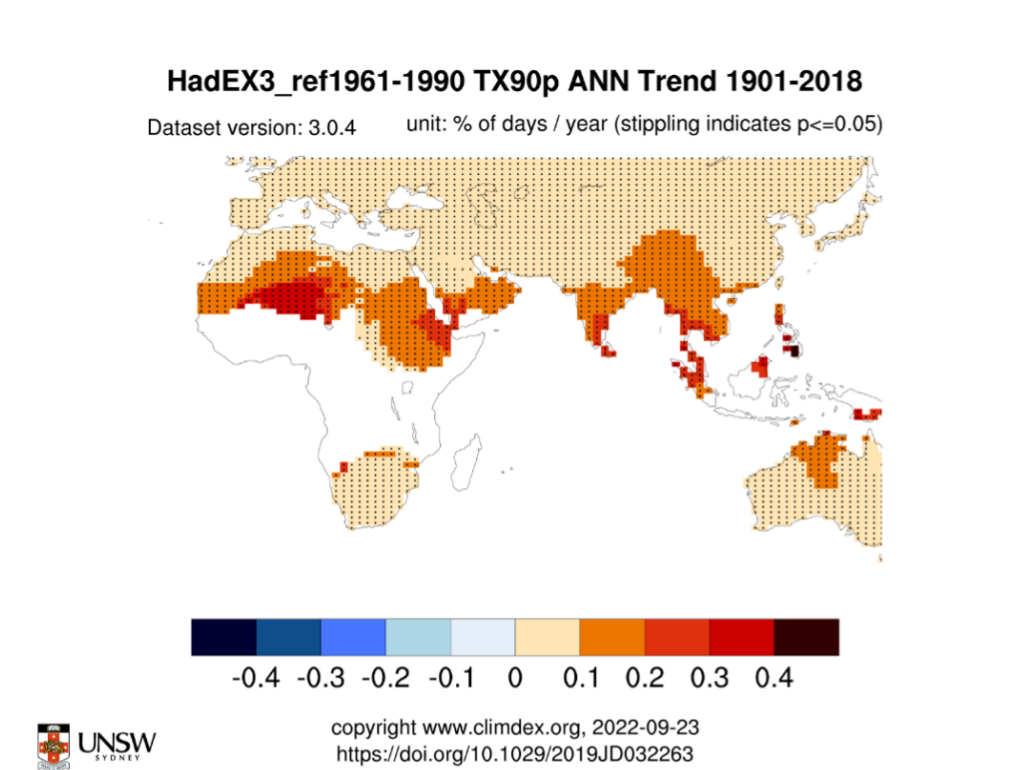 HadEX3_ref1961-1990 TX90p ANN Trend 1901-2018
Dataset version: 3.0.4 unit: % of days / year (stippling indicates p<=0.05)
-0.4 -0.3 -0.2 -0.1 0 0.1 0.2 0.3 0.4
copyright www.climdex.org, 2022-09-23
https://doi.org/10.1029/2019JD032263
UNSW
SYDNEY